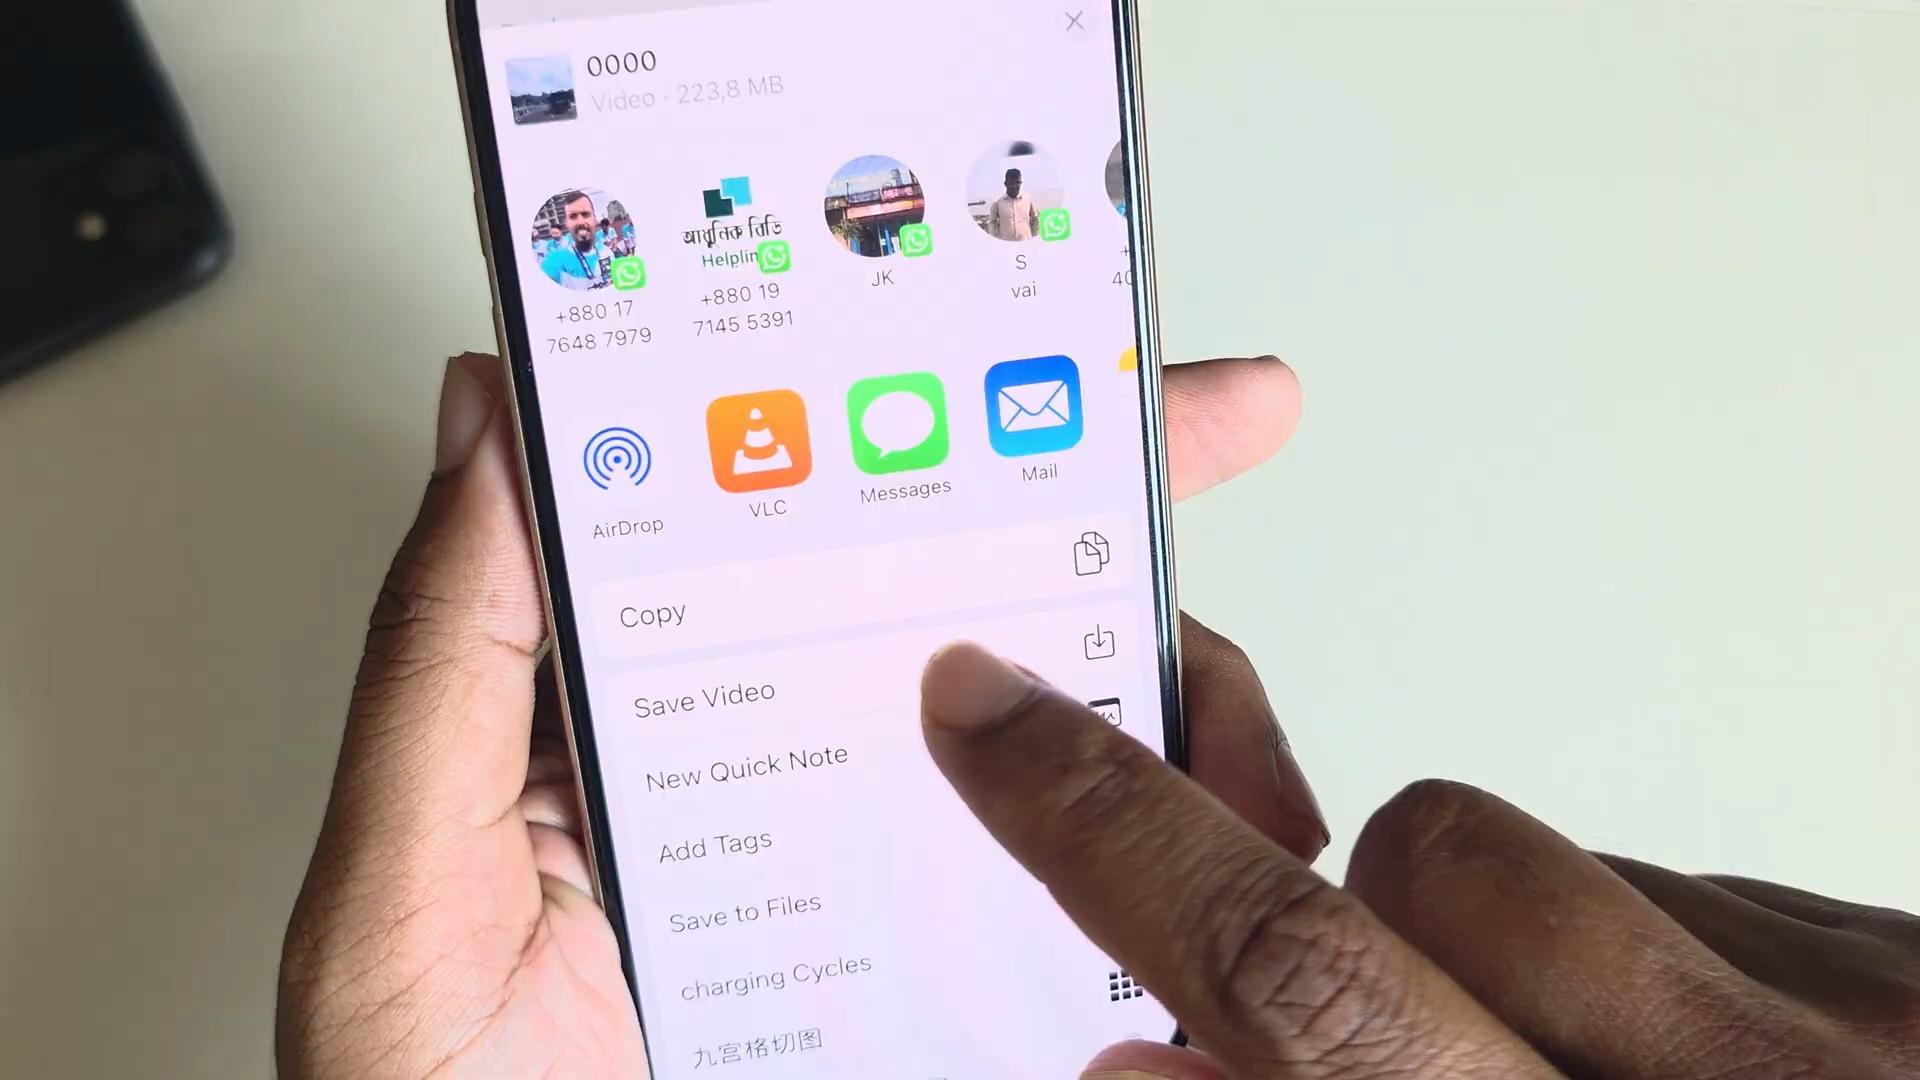 0000
Video · 223,8 MB
আধুনিক বিডি
Helplin
+880 17
7648 7979
+880 19
7145 5391
JK
S
vai
40
AirDrop
VLC
Messages
Mail
Copy
Save Video
New Quick Note
Add Tags
Save to Files
charging Cycles
九宫格切图